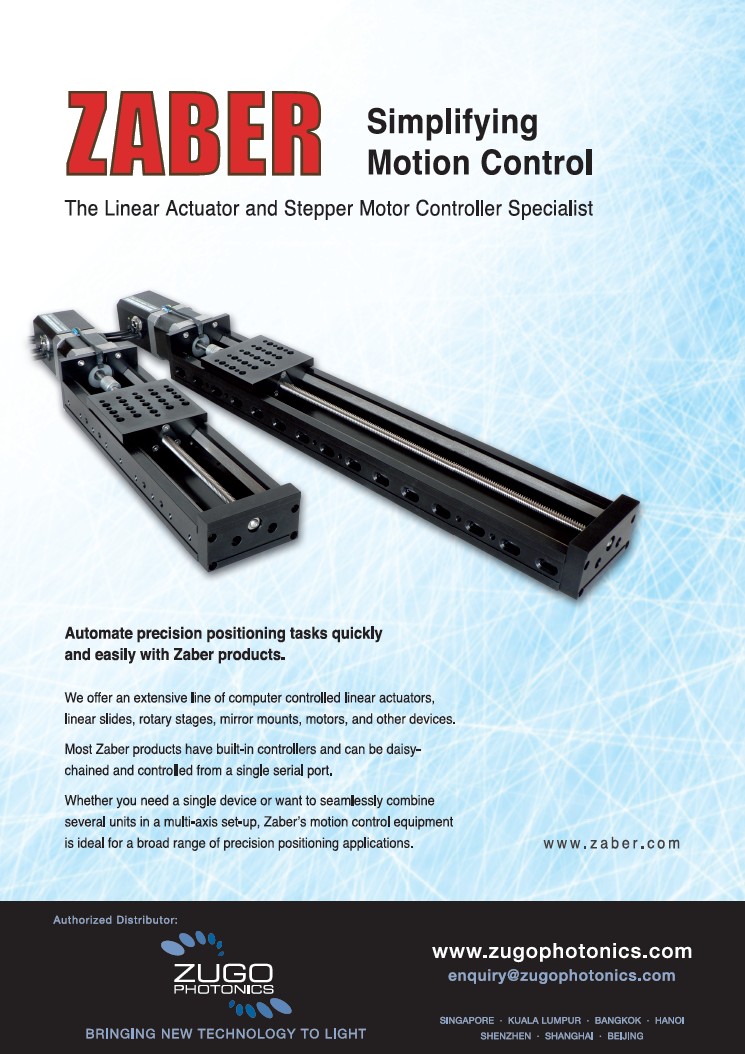 ZABER
Simplifying
Motion Control
The Linear Actuator and Stepper Motor Controller Specialist
Automate precision positioning tasks quickly
and easily with Zaber products.
We offer an extensive line of computer controlled linear actuators,
linear slides, rotary stages, mirror mounts, motors, and other devices.
Most Zaber products have built-in controllers and can be daisy-
chained and controlled from a single serial port.
Whether you need a single device or want to seamlessly combine
several units in a multi-axis set-up, Zaber's motion control equipment
is ideal for a broad range of precision positioning applications.
www.zaber.com
Authorized Distributor:
ZUGO
PHOTONICS
BRINGING NEW TECHNOLOGY TO LIGHT
www.zugophotonics.com
enquiry@zugophotonics.com
SINGAPORE · KUALA LUMPUR · BANGKOK · HANOI
SHENZHEN · SHANGHAI · BEIJING